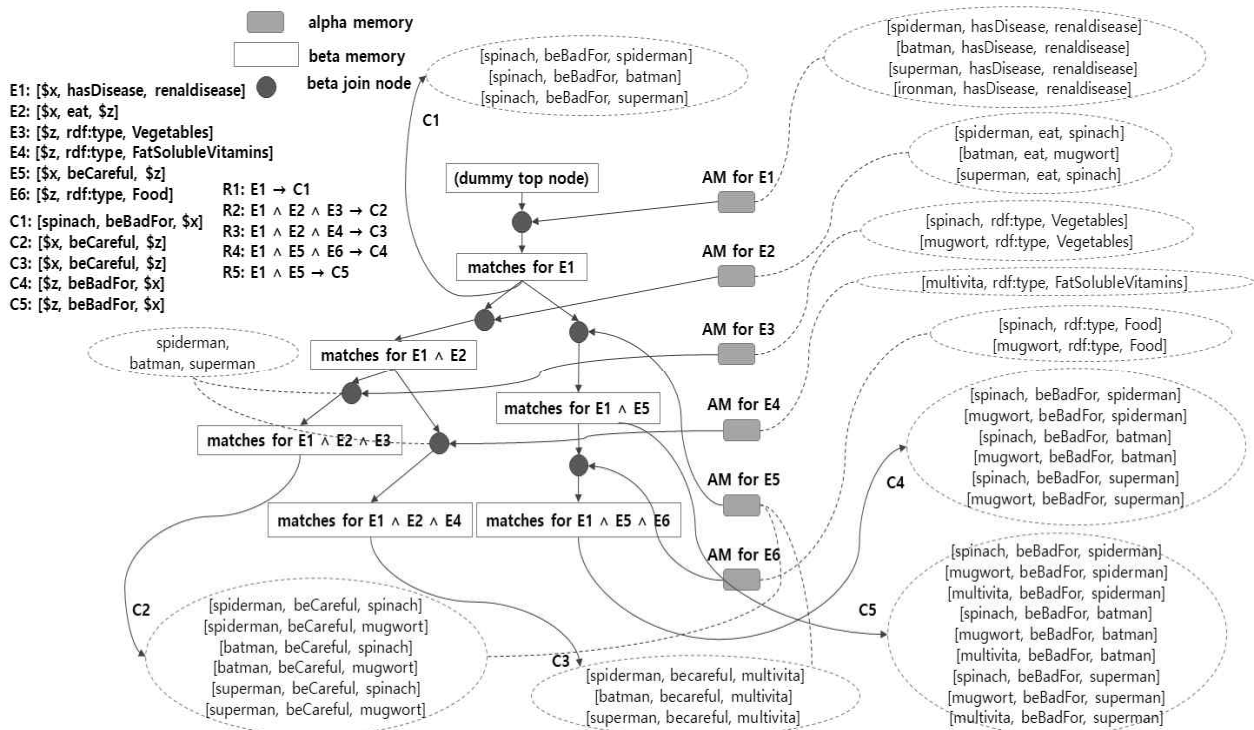 alpha memory
beta memory
beta join node
E1: [$x, hasDisease, renaldisease]
E2: [$x, eat, $z]
E3: [$z, rdf:type, Vegetables]
E4: [$z, rdf:type, FatSolubleVitamins]
E5: [$x, beCareful, $z]
E6: [$z, rdf:type, Food]
C1: [spinach, beBadFor, $x]
C2: [$x, beCareful, $z]
C3: [$x, beCareful, $z]
C4: [$z, beBadFor, $x]
C5: [$z, beBadFor, $x]
R1: E1 → C1
R2: E1 ∧ E2 ∧ E3 → C2
R3: E1 ∧ E2 ∧ E4 → C3
R4: E1 ∧ E5 ∧ E6 → C4
R5: E1 ∧ E5 → C5
[spinach, beBadFor, spiderman]
[spinach, beBadFor, batman]
[spinach, beBadFor, superman]
C1
(dummy top node)
matches for E1
matches for E1 ∧ E2
spiderman,
batman, superman
matches for E1 ∧ E5
matches for E1 ∧ E2 ∧ E3
matches for E1 ∧ E2 ∧ E4
matches for E1 ∧ E5 ∧ E6
AM for E1
AM for E2
AM for E3
AM for E4
AM for E5
AM for E6
[spiderman, hasDisease, renaldisease]
[batman, hasDisease, renaldisease]
[superman, hasDisease, renaldisease]
[ironman, hasDisease, renaldisease]
[spiderman, eat, spinach]
[batman, eat, mugwort]
[superman, eat, spinach]
[spinach, rdf:type, Vegetables]
[mugwort, rdf:type, Vegetables]
[multivita, rdf:type, FatSolubleVitamins]
[spinach, rdf:type, Food]
[mugwort, rdf:type, Food]
C4
[spinach, beBadFor, spiderman]
[mugwort, beBadFor, spiderman]
[spinach, beBadFor, batman]
[mugwort, beBadFor, batman]
[spinach, beBadFor, superman]
[mugwort, beBadFor, superman]
C5
[spinach, beBadFor, spiderman]
[mugwort, beBadFor, spiderman]
[multivita, beBadFor, spiderman]
[spinach, beBadFor, batman]
[mugwort, beBadFor, batman]
[multivita, beBadFor, batman]
[spinach, beBadFor, superman]
[mugwort, beBadFor, superman]
[multivita, beBadFor, superman]
C2
[spiderman, beCareful, spinach]
[spiderman, beCareful, mugwort]
[batman, beCareful, spinach]
[batman, beCareful, mugwort]
[superman, beCareful, spinach]
[superman, beCareful, mugwort]
C3
[spiderman, becareful, multivita]
[batman, becareful, multivita]
[superman, becareful, multivita]